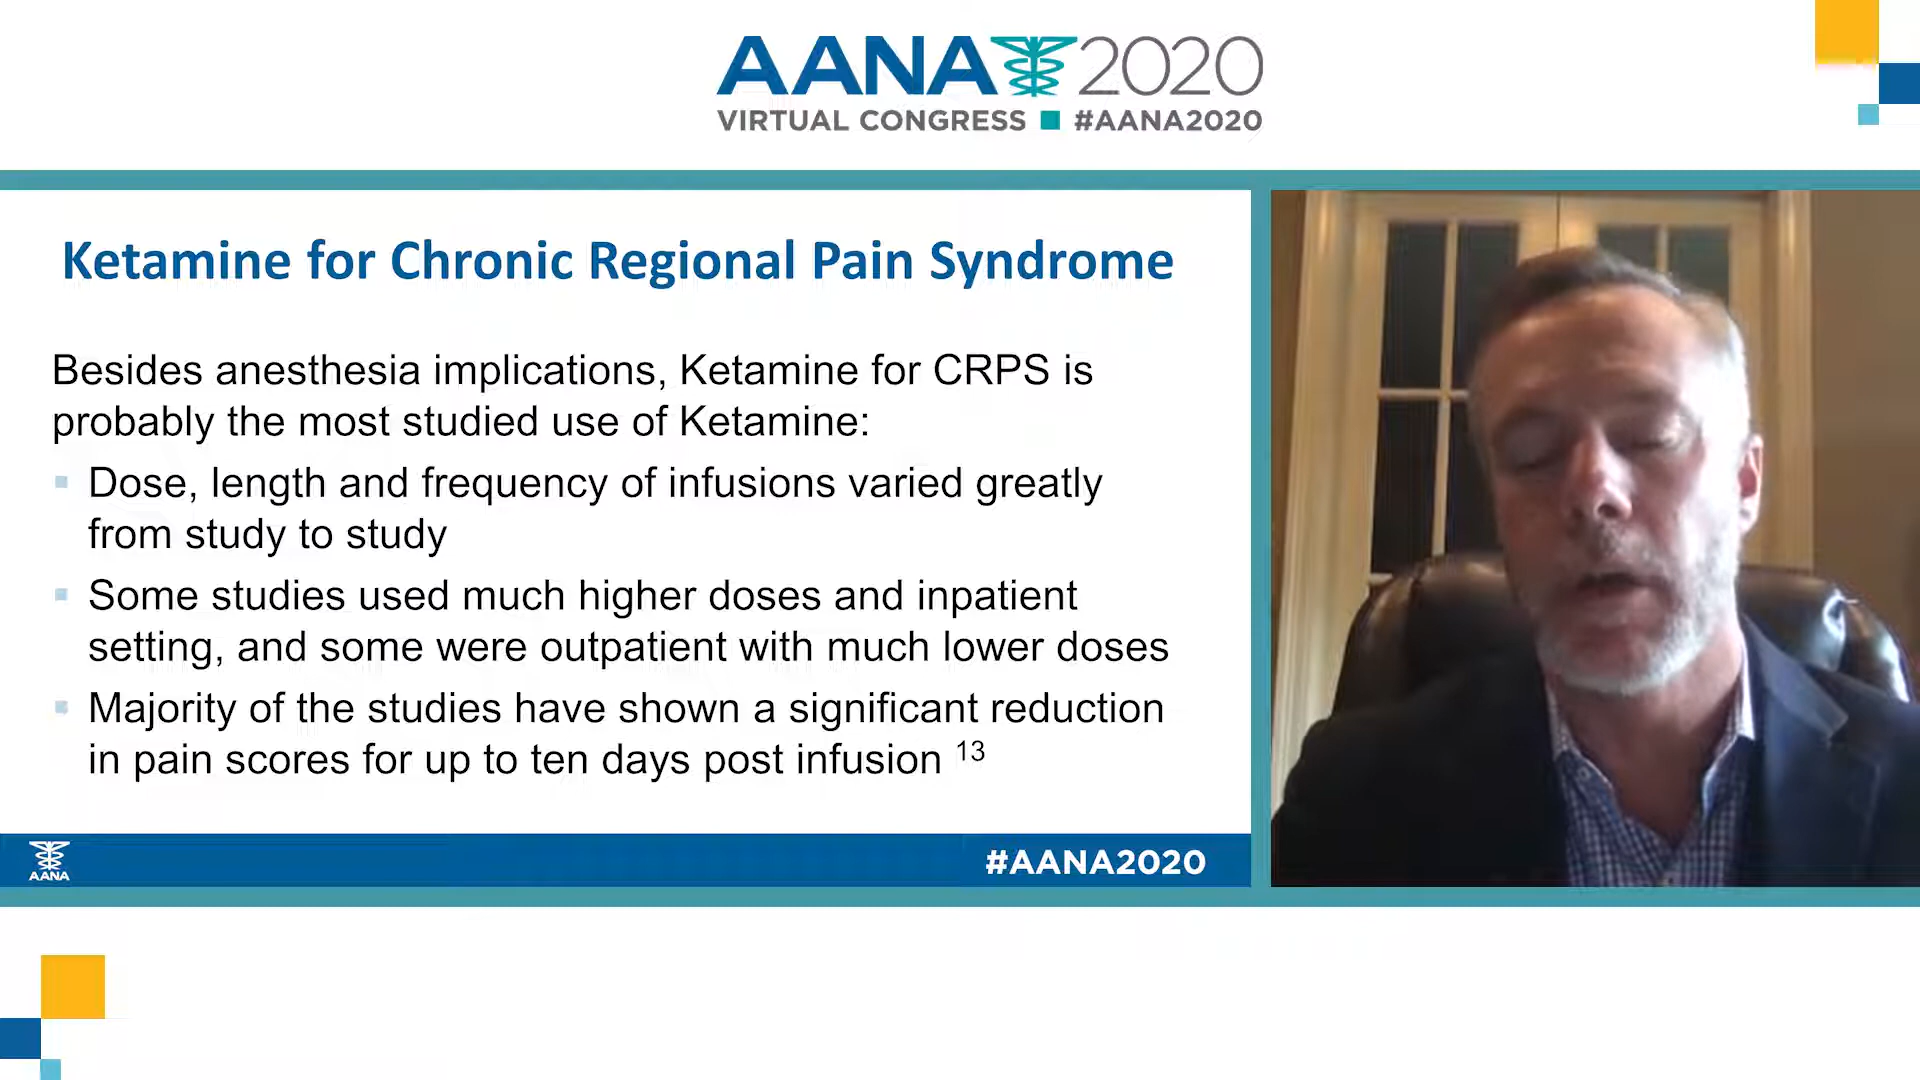 AANA 2020
VIRTUAL CONGRESS #AANA2020
Ketamine for Chronic Regional Pain Syndrome
Besides anesthesia implications, Ketamine for CRPS is
probably the most studied use of Ketamine:
Dose, length and frequency of infusions varied greatly
from study to study
Some studies used much higher doses and inpatient
setting, and some were outpatient with much lower doses
Majority of the studies have shown a significant reduction
in pain scores for up to ten days post infusion 13
AANA
#AANA2020